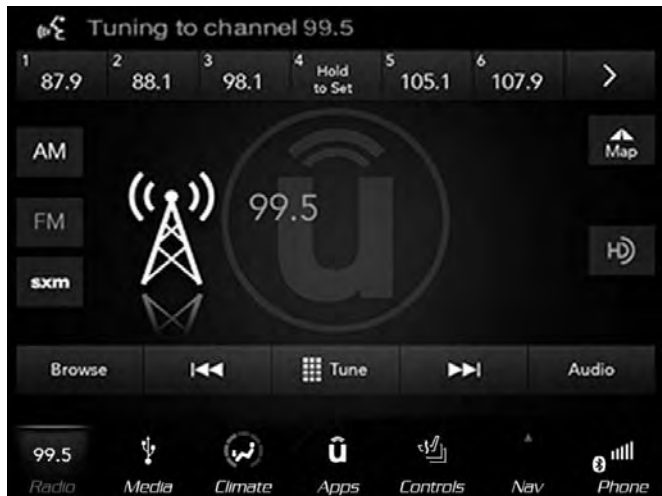 Tuning to channel 99.5
1 87.9 2 88.1 3 98.1 4 Hold to Set 5 105.1 6 107.9
AM
Map
99.5
FM
HD
sxm
Browse Tune Audio
99.5 û
Radio Media Climate Apps Controls Nav Phone